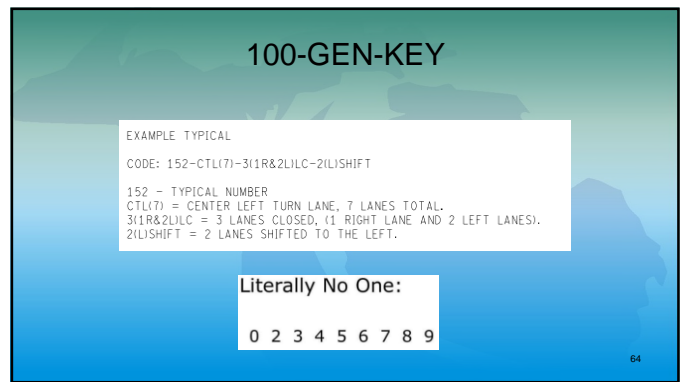 100-GEN-KEY
EXAMPLE TYPICAL
CODE: 152-CTL(7)-3(1R&2L)LC-2(L)SHIFT
152 - TYPICAL NUMBER
CTL(7) = CENTER LEFT TURN LANE, 7 LANES TOTAL.
3(1R&2L)LC = 3 LANES CLOSED, (1 RIGHT LANE AND 2 LEFT LANES).
2(L)SHIFT = 2 LANES SHIFTED TO THE LEFT.
Literally No One:
0 2 3 4 5 6 7 8 9
64